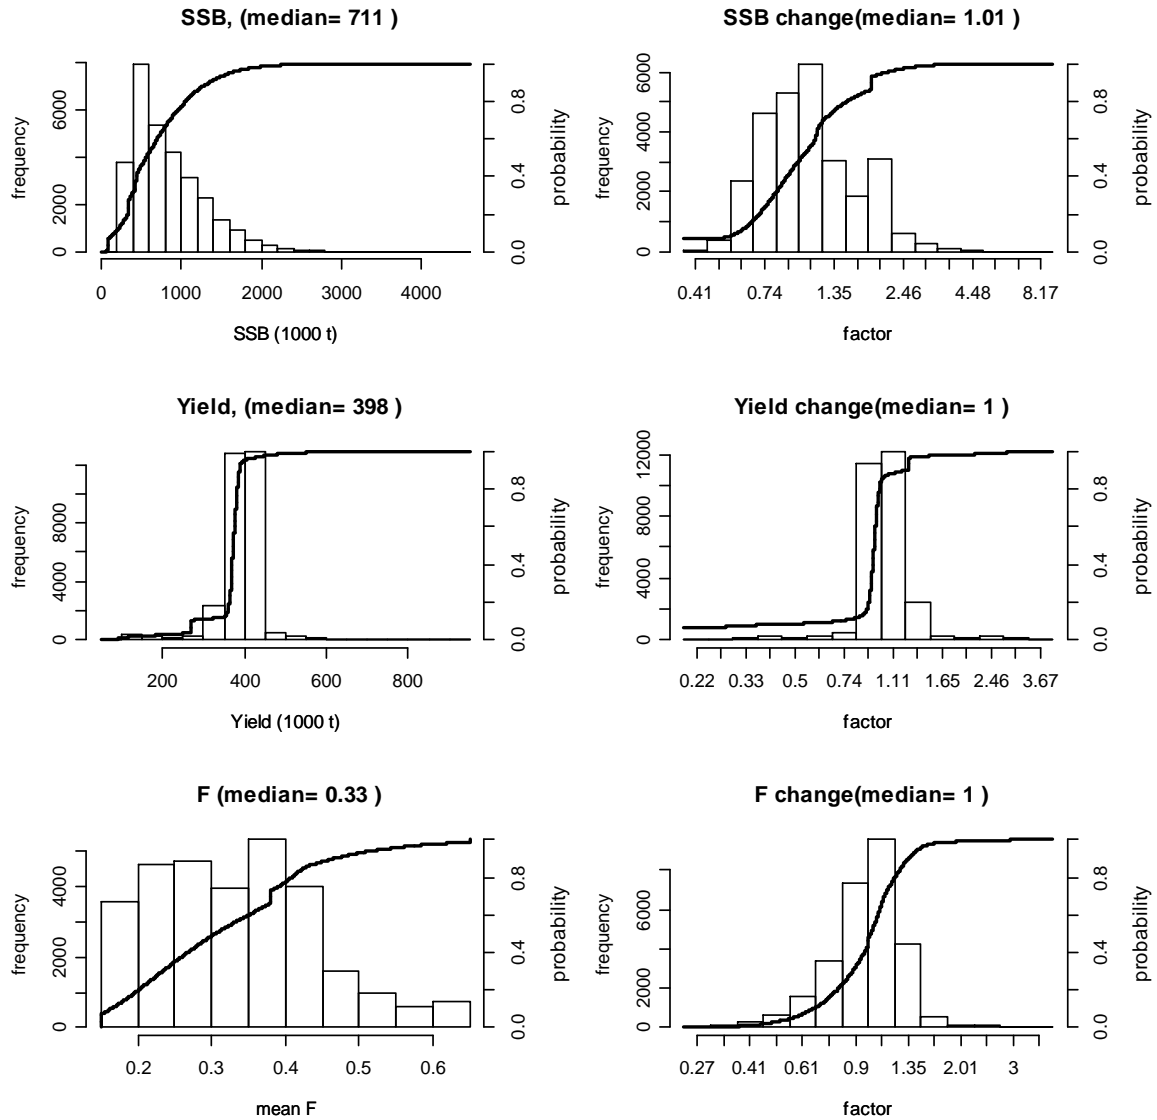 SSB, (median= 711 )
frequency
0 2000 6000
0.0 0.4 0.8
probability
0 1000 2000 3000 4000
SSB (1000 t)
SSB change(median= 1.01 )
frequency
0 2000 4000 6000
0.0 0.4 0.8
probability
0.41 0.74 1.35 2.46 4.48 8.17
factor
Yield, (median= 398 )
frequency
0 4000 8000
0.0 0.4 0.8
probability
200 400 600 800
Yield (1000 t)
Yield change(median= 1 )
frequency
0 4000 8000 12000
0.0 0.4 0.8
probability
0.22 0.33 0.5 0.74 1.11 1.65 2.46 3.67
factor
F (median= 0.33 )
frequency
0 2000 4000
0.0 0.4 0.8
probability
0.2 0.3 0.4 0.5 0.6
mean F
F change(median= 1 )
frequency
0 2000 6000
0.0 0.4 0.8
probability
0.27 0.41 0.61 0.9 1.35 2.01 3
factor